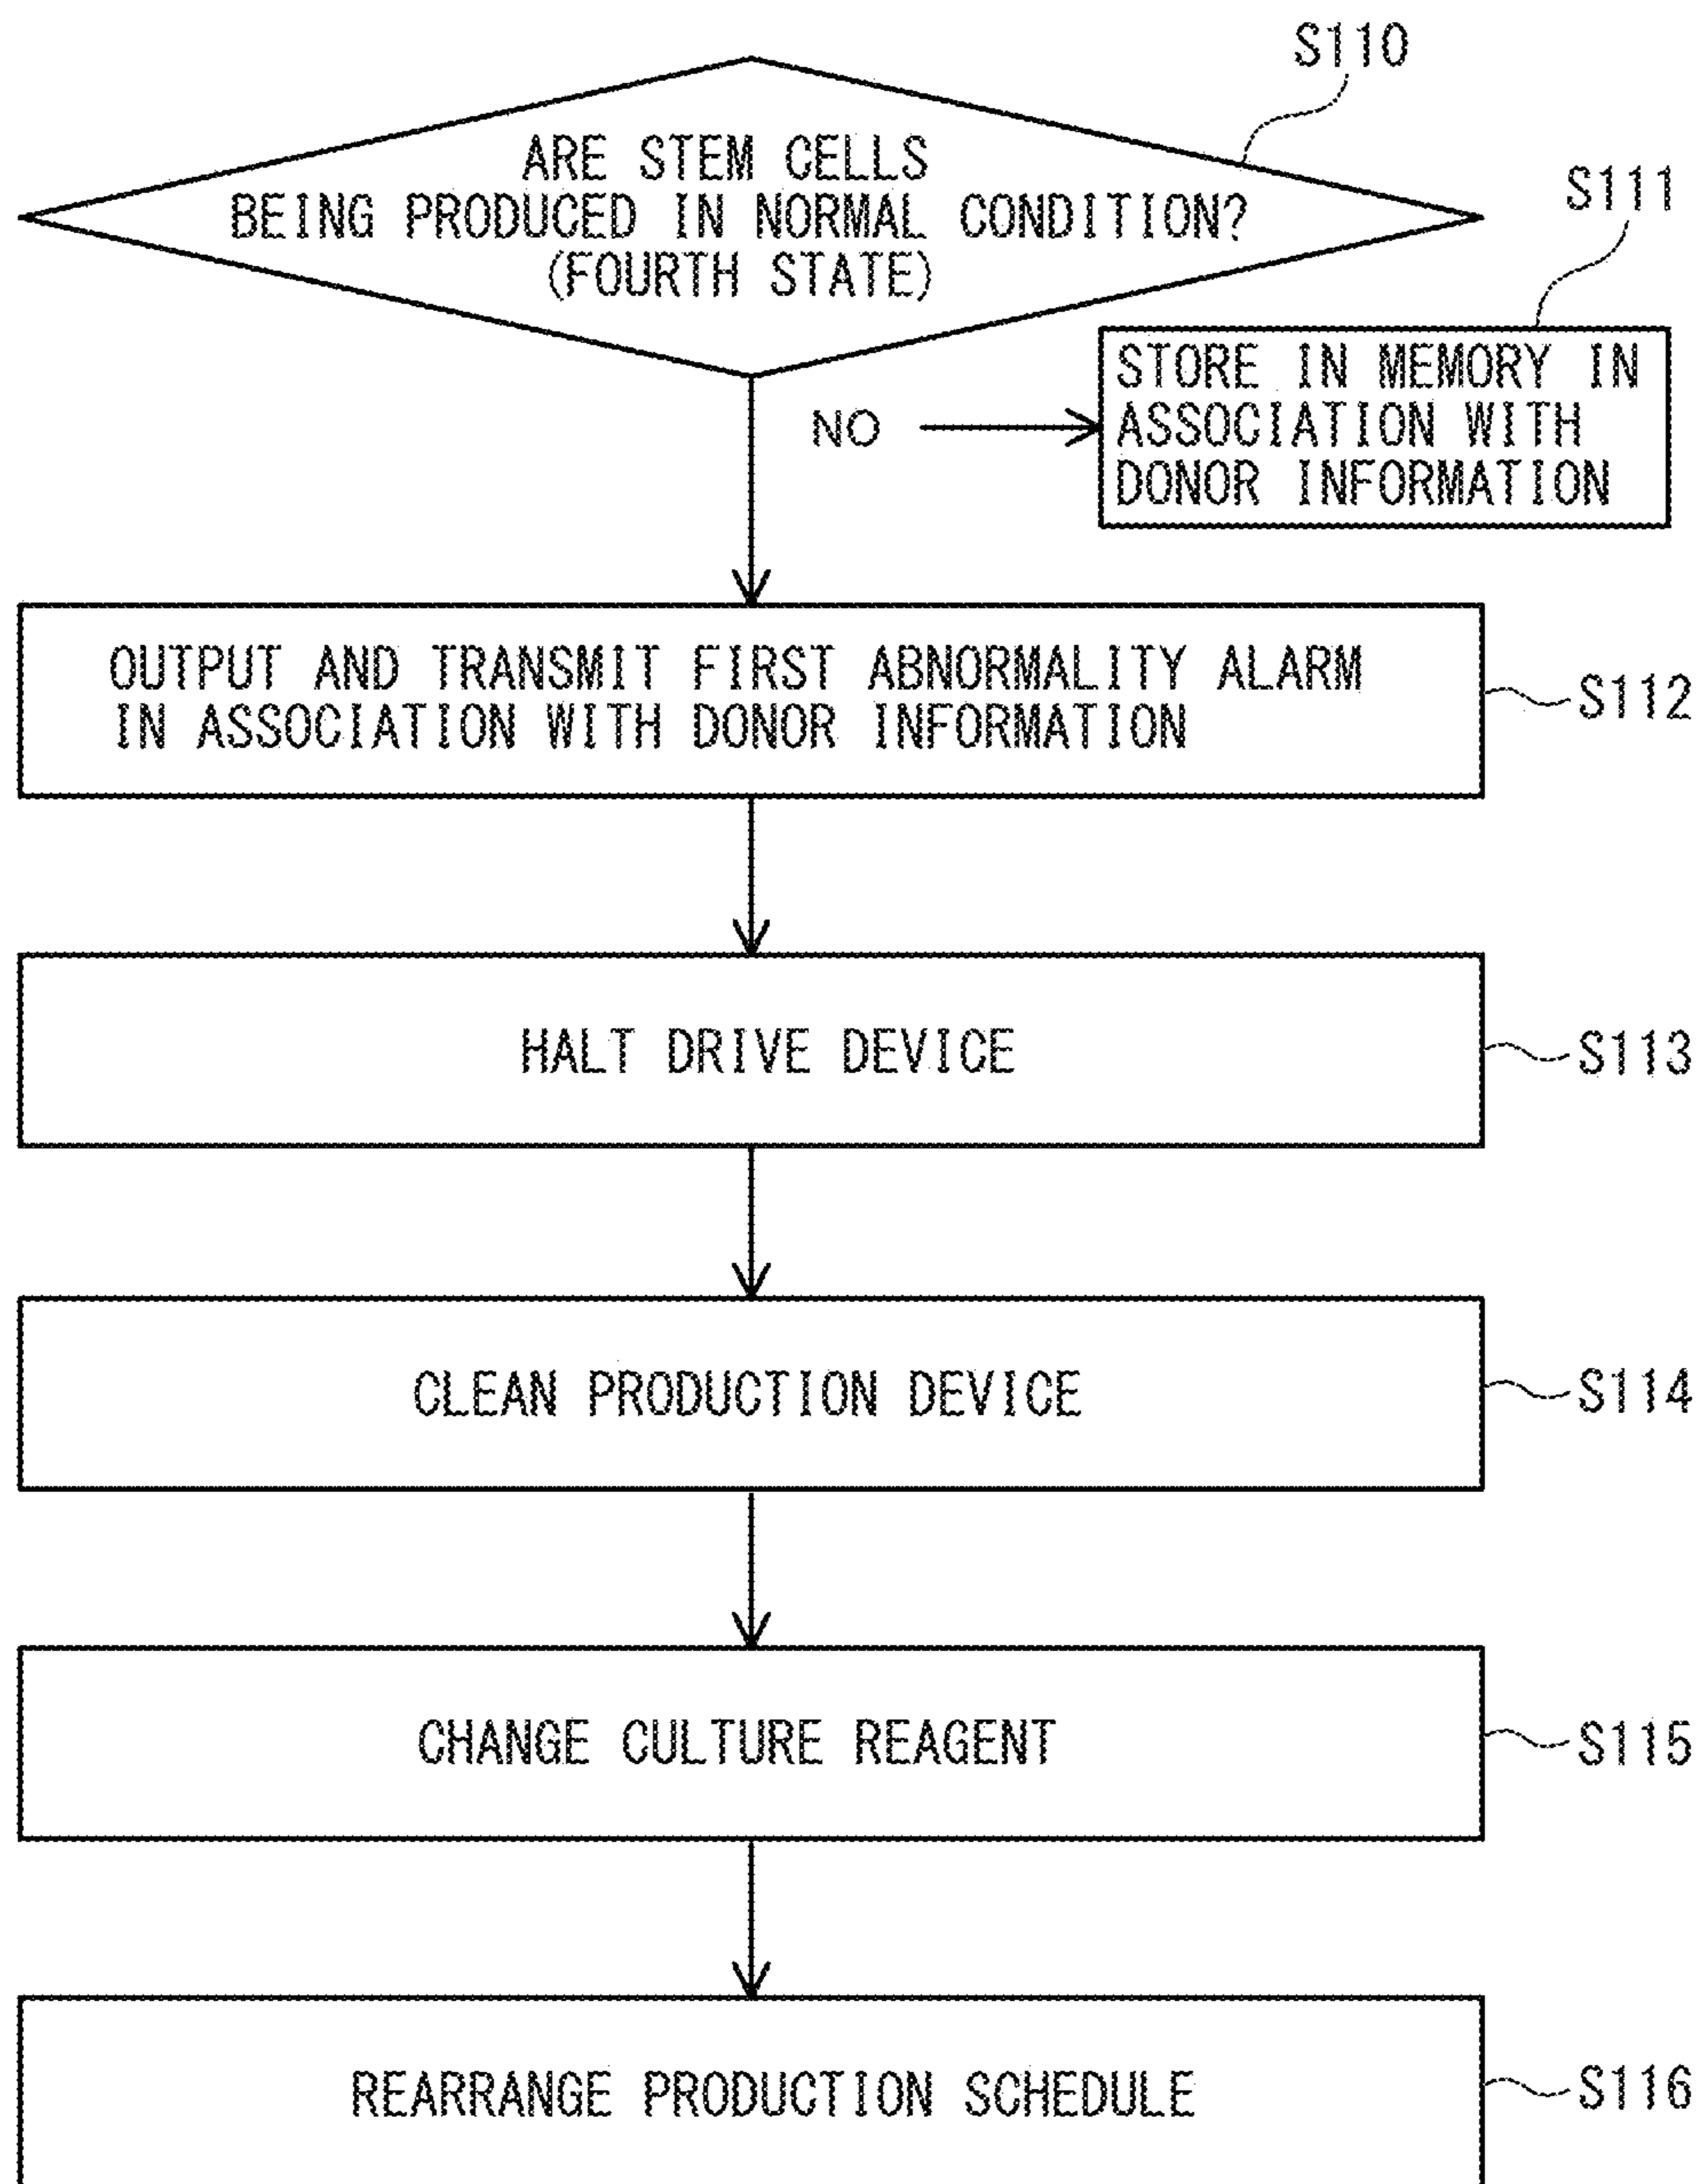 S110
ARE STEM CELLS
BEING PRODUCED IN NORMAL CONDITION?
(FOURTH STATE)
S111
NO
STORE IN MEMORY IN
ASSOCIATION WITH
DONOR INFORMATION
OUTPUT AND TRANSMIT FIRST ABNORMALITY ALARM
IN ASSOCIATION WITH DONOR INFORMATION
S112
HALT DRIVE DEVICE
S113
CLEAN PRODUCTION DEVICE
S114
CHANGE CULTURE REAGENT
S115
REARRANGE PRODUCTION SCHEDULE
S116